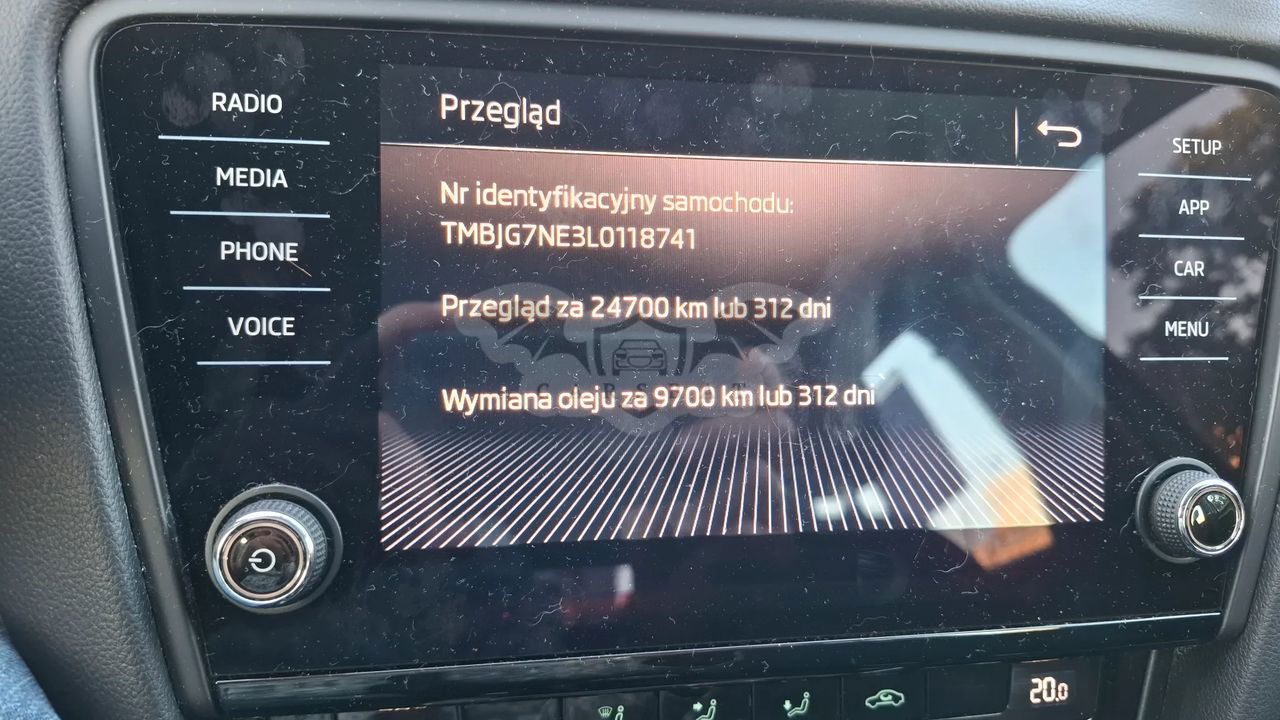 RADIO
MEDIA
PHONE
VOICE
Przegląd
Nr identyfikacyjny samochodu:
TMBJG7NE3L0118741
Przegląd za 24700 km lub 312 dni
Wymiana oleju za 9700 km lub 312 dni
SETUP
APP
CAR
MENU
20.0